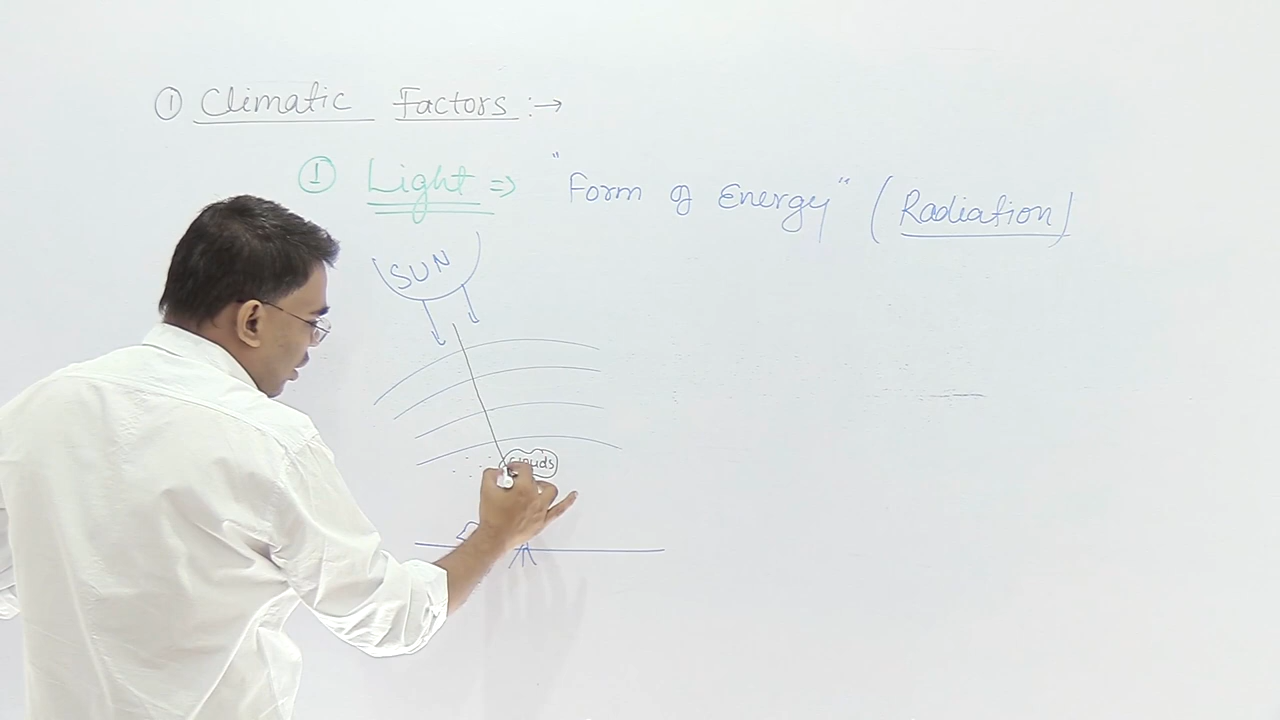 ① Climatic Factors :→
① Light ⇒ "Form of Energy" (Radiation)
SUN
Clouds